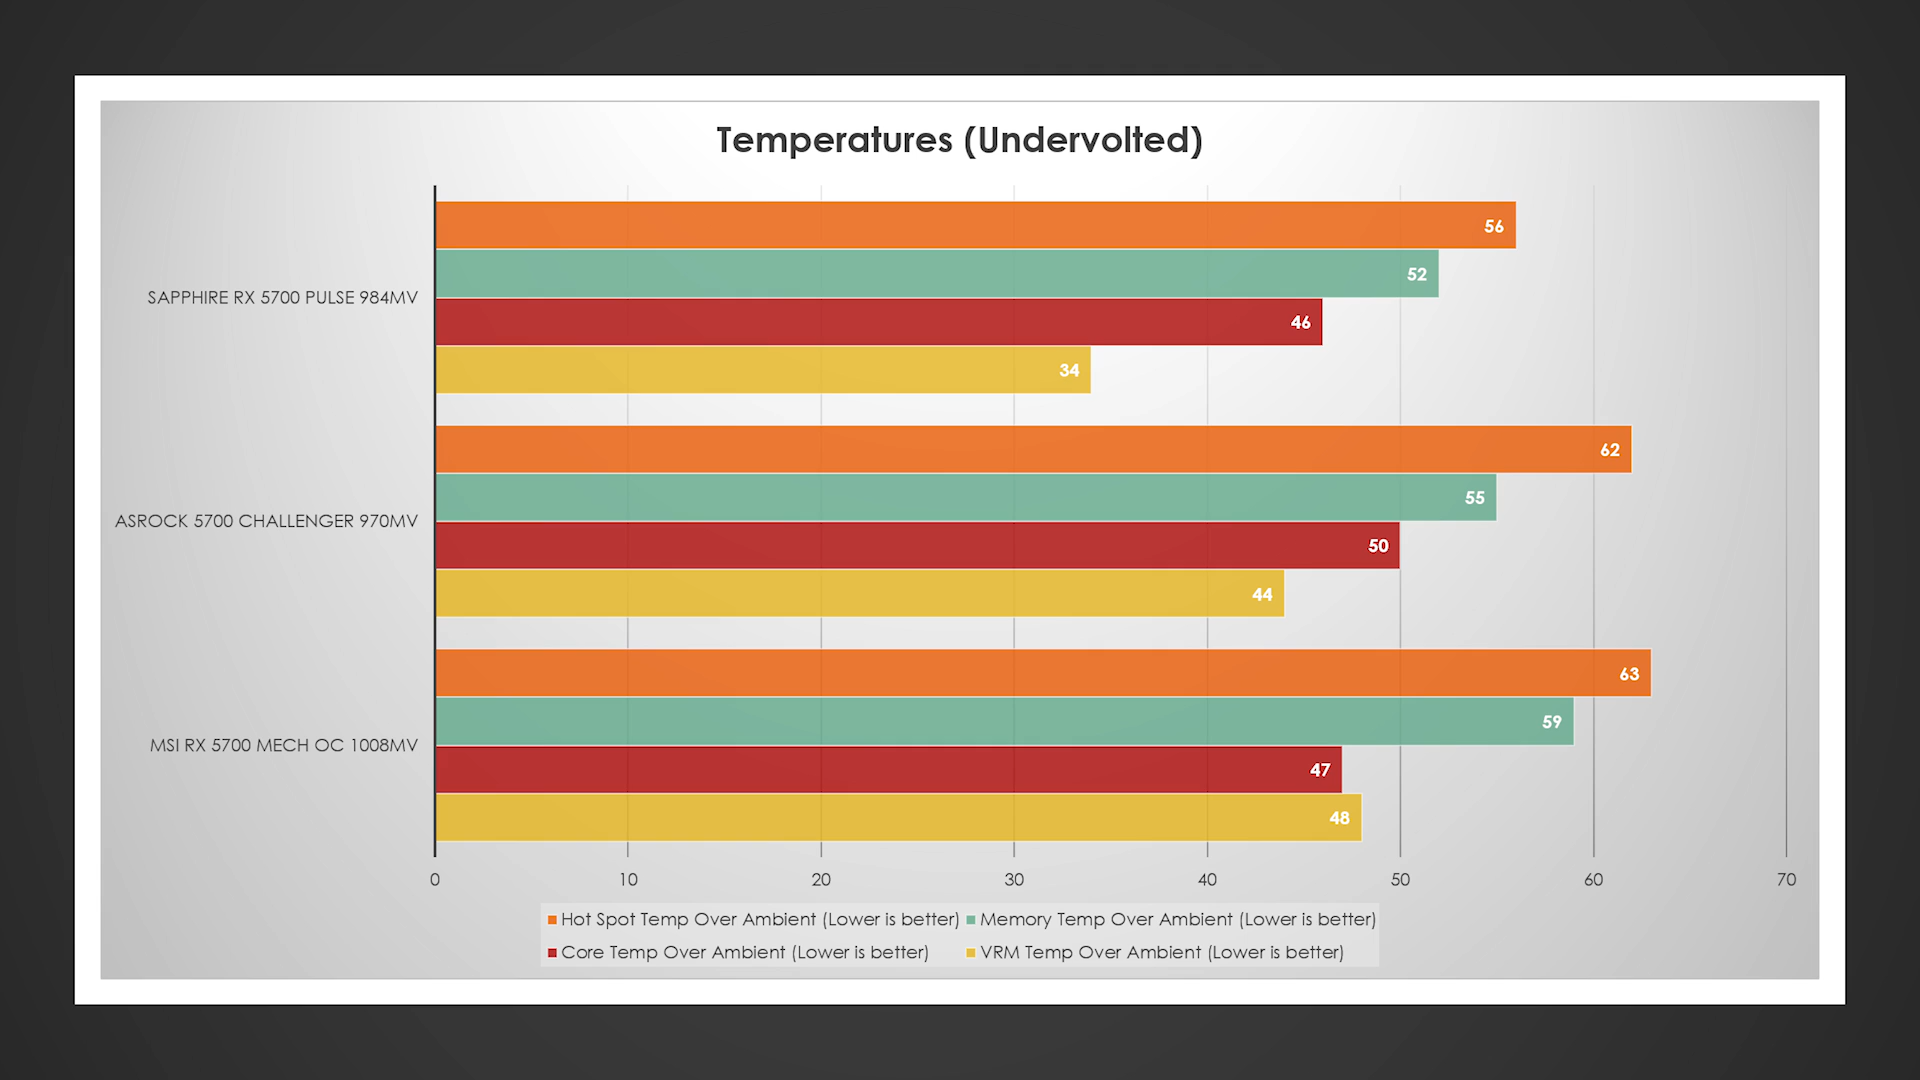 Temperatures (Undervolted)
56
52
SAPPHIRE RX 5700 PULSE 984MV
46
34
62
55
ASROCK 5700 CHALLENGER 970MV
50
44
63
59
MSI RX 5700 MECH OC 1008MV
47
48
0 10 20 30 40 50 60 70
Hot Spot Temp Over Ambient (Lower is better) Memory Temp Over Ambient (Lower is better)
Core Temp Over Ambient (Lower is better) VRM Temp Over Ambient (Lower is better)